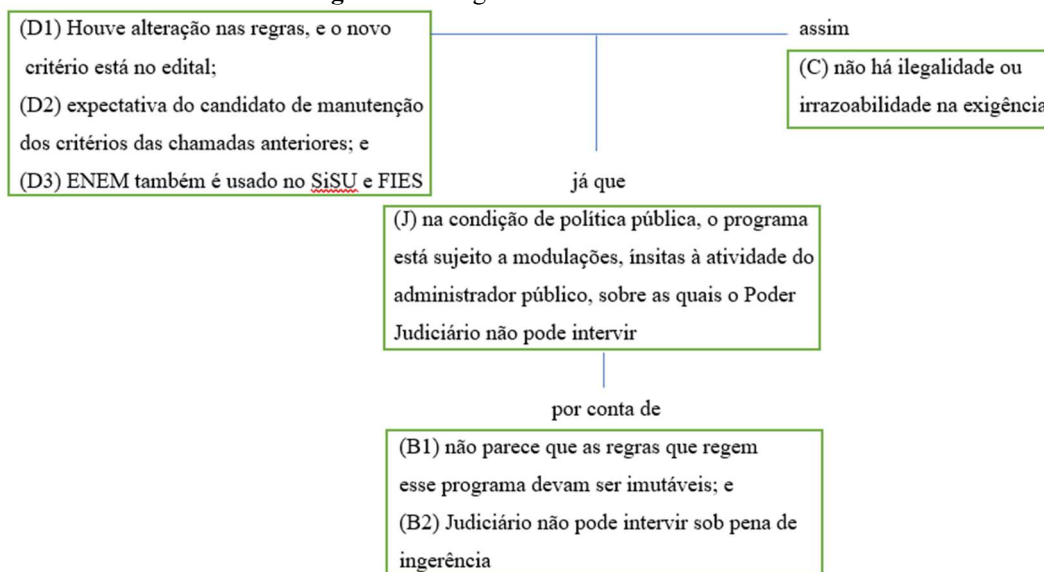 (D1) Houve alteração nas regras, e o novo
critério está no edital;
(D2) expectativa do candidato de manutenção
dos critérios das chamadas anteriores; e
(D3) ENEM também é usado no SiSU e FIES
assim
(C) não há ilegalidade ou
irrazoabilidade na exigência
já que
(J) na condição de política pública, o programa
está sujeito a modulações, ínsitas à atividade do
administrador público, sobre as quais o Poder
Judiciário não pode intervir
por conta de
(B1) não parece que as regras que regem
esse programa devam ser imutáveis; e
(B2) Judiciário não pode intervir sob pena de
ingerência